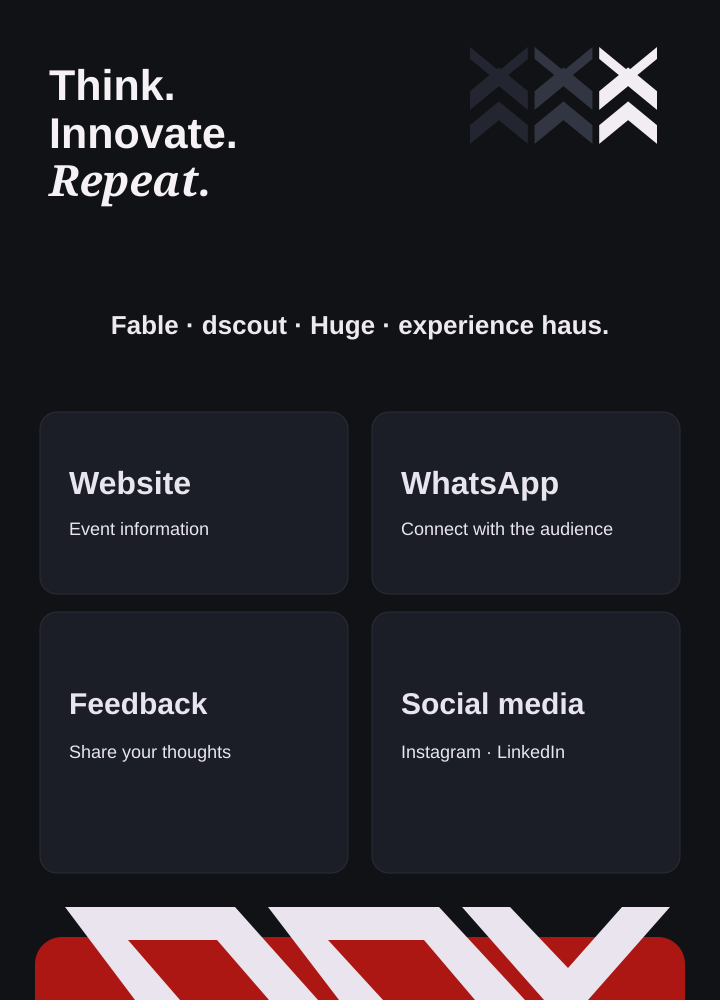 Think.
Innovate.
Repeat.
Fable · dscout · Huge · experience haus.
Website
Event information
WhatsApp
Connect with the audience
Feedback
Share your thoughts
Social media
Instagram · LinkedIn